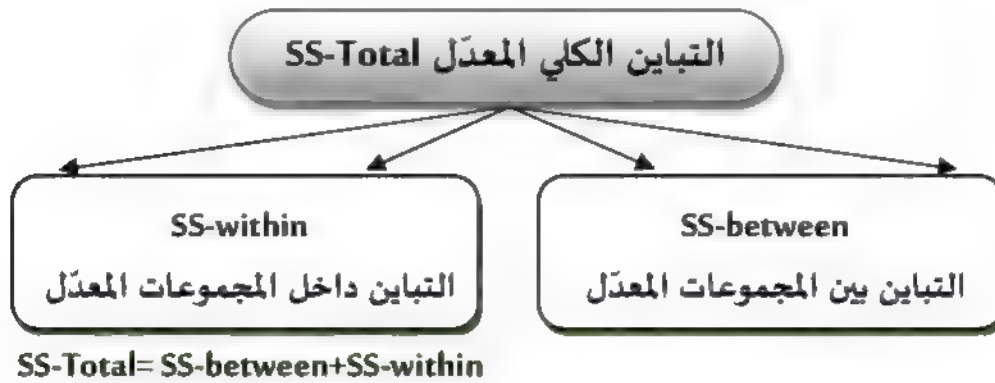 التباين الكلي المعدّل SS-Total
SS-between
التباين بين المجموعات المعدّل
SS-within
التباين داخل المجموعات المعدّل
SS-Total= SS-between+SS-within